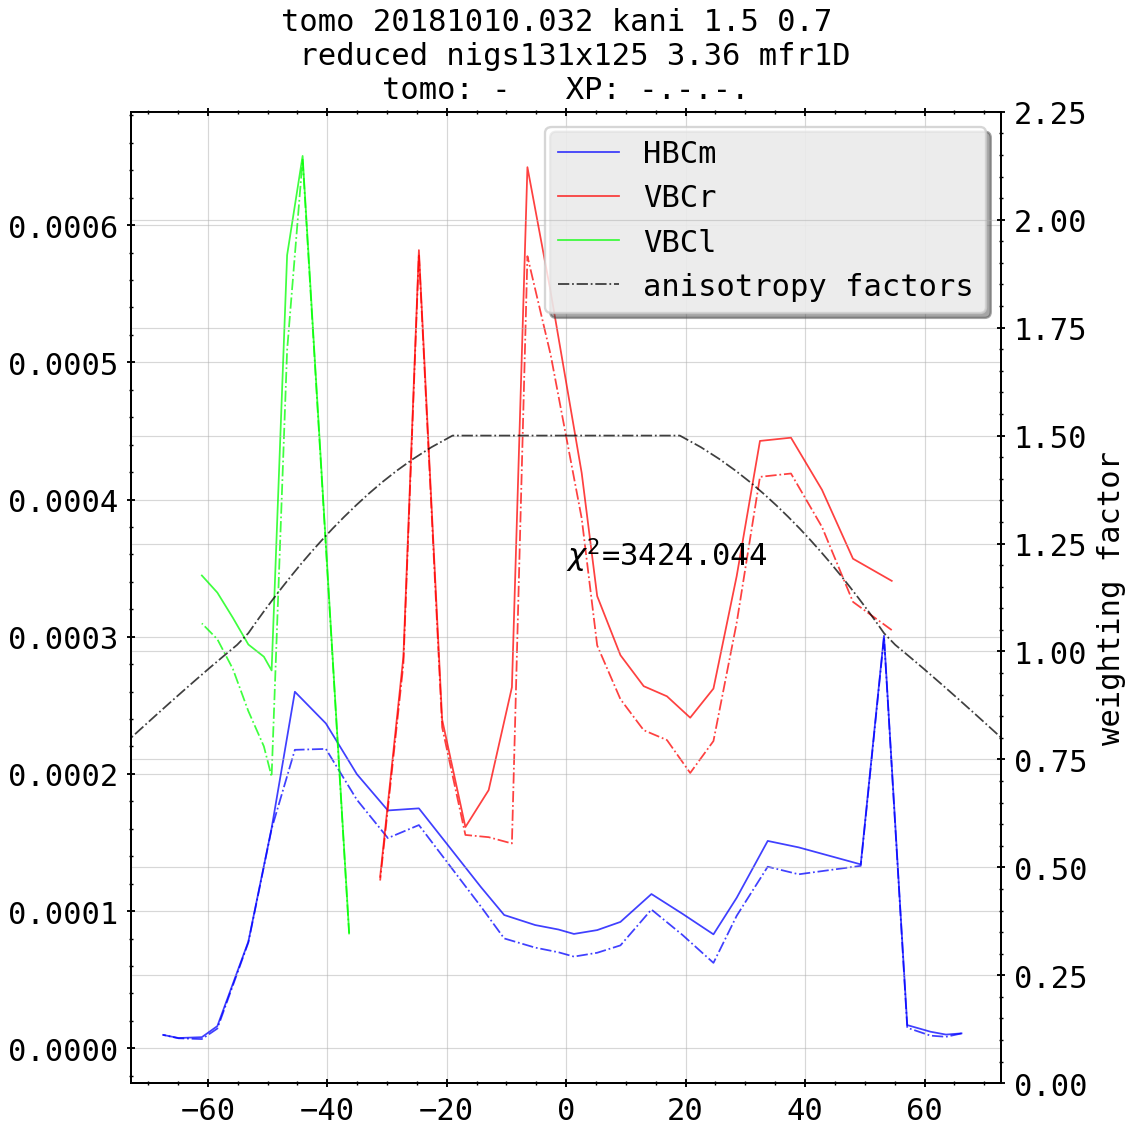 tomo 20181010.032 kani 1.5 0.7
reduced nigs131x125 3.36 mfr1D
tomo: - XP: -.-.-.
HBCm
VBCr
VBCl
anisotropy factors
χ²=3424.044
0.0006
0.0005
0.0004
0.0003
0.0002
0.0001
0.0000
2.25
2.00
1.75
1.50
1.25
1.00
0.75
0.50
0.25
0.00
weighting factor
−60 −40 −20 0 20 40 60